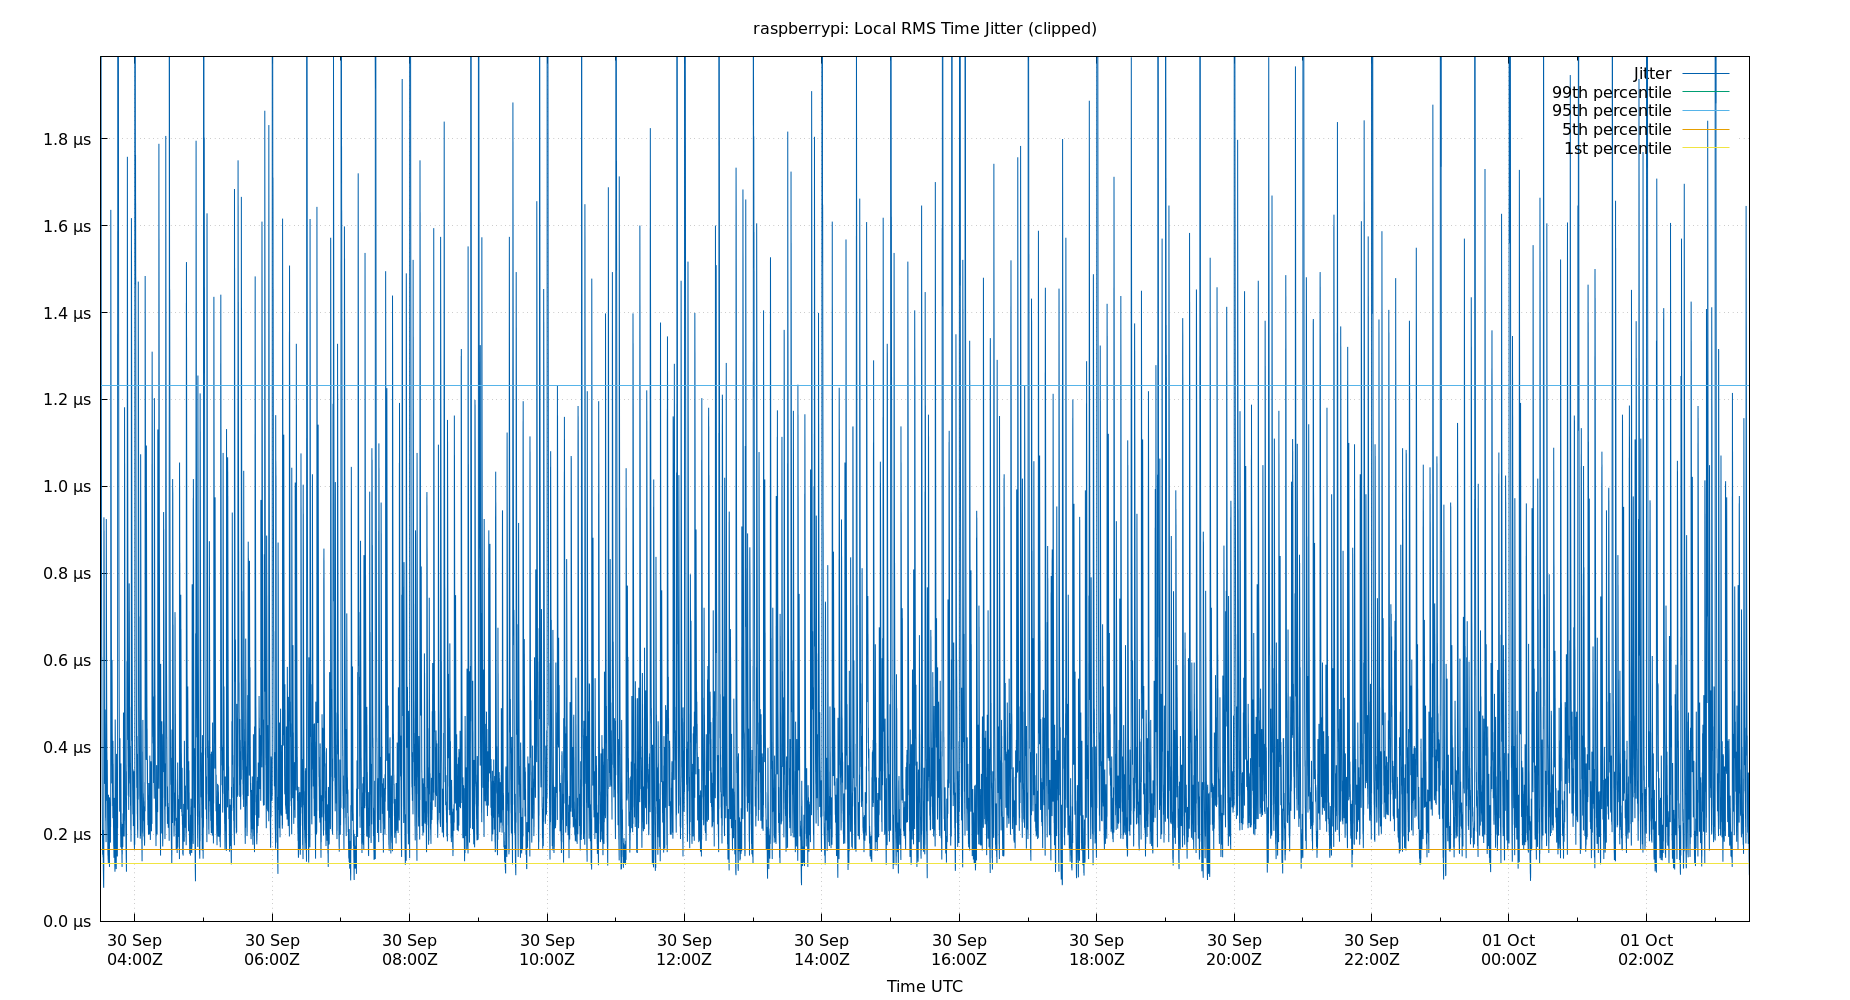 raspberrypi: Local RMS Time Jitter (clipped)
Jitter
99th percentile
95th percentile
5th percentile
1st percentile
1.8 µs
1.6 µs
1.4 µs
1.2 µs
1.0 µs
0.8 µs
0.6 µs
0.4 µs
0.2 µs
0.0 µs
30 Sep 30 Sep 30 Sep 30 Sep 30 Sep 30 Sep 30 Sep 30 Sep 30 Sep 30 Sep 01 Oct 01 Oct
04:00Z 06:00Z 08:00Z 10:00Z 12:00Z 14:00Z 16:00Z 18:00Z 20:00Z 22:00Z 00:00Z 02:00Z
Time UTC